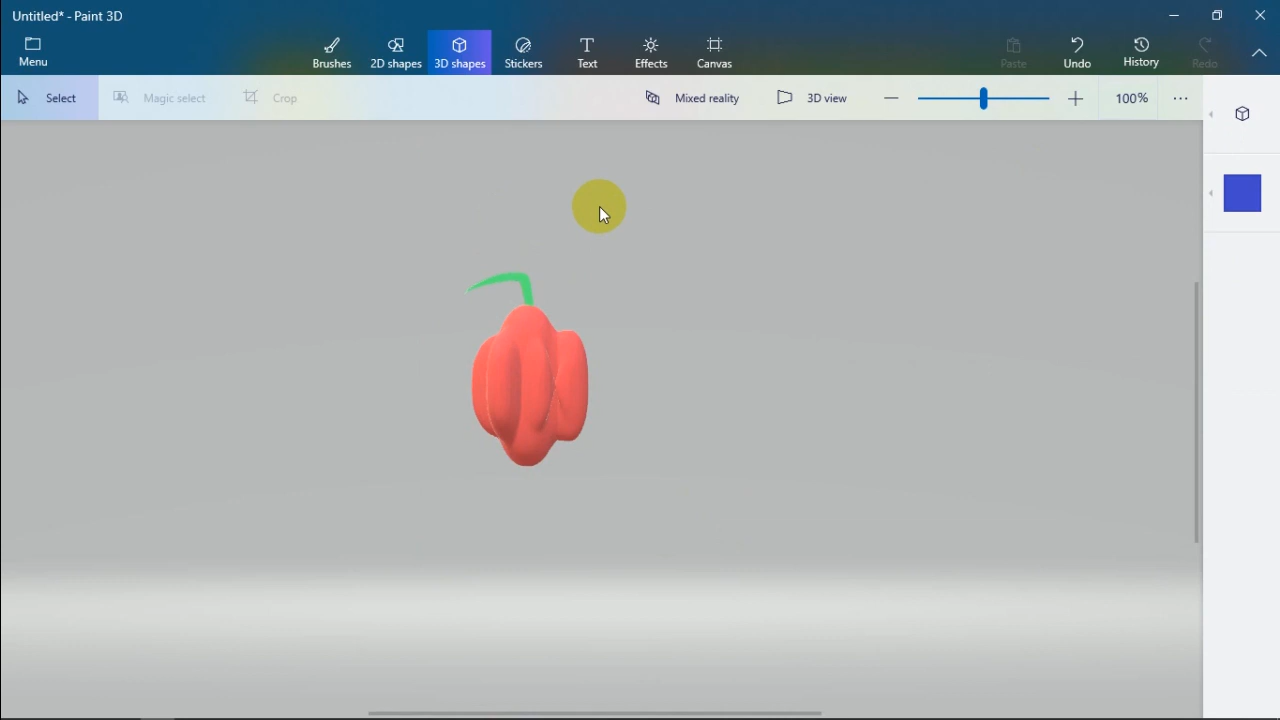 Untitled* - Paint 3D
Menu
Brushes
2D shapes
3D shapes
Stickers
Text
Effects
Canvas
Paste
Undo
History
Redo
Select
Magic select
Crop
Mixed reality
3D view
100%